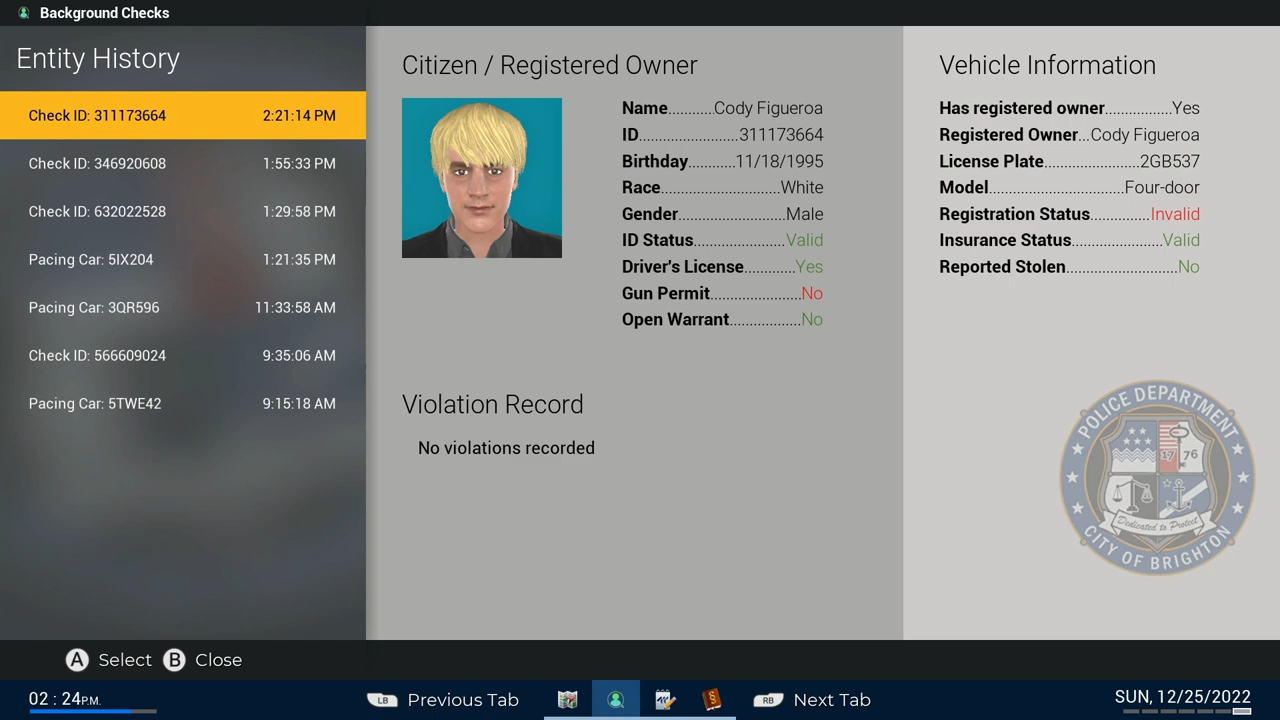 Background Checks
Entity History
Check ID: 311173664 2:21:14 PM
Check ID: 346920608 1:55:33 PM
Check ID: 632022528 1:29:58 PM
Pacing Car: 5IX204 1:21:35 PM
Pacing Car: 3QR596 11:33:58 AM
Check ID: 566609024 9:35:06 AM
Pacing Car: 5TWE42 9:15:18 AM
Citizen / Registered Owner
Name...........Cody Figueroa
ID........................311173664
Birthday...........11/18/1995
Race............................White
Gender..........................Male
ID Status......................Valid
Driver's License............Yes
Gun Permit.....................No
Open Warrant.................No
Violation Record
No violations recorded
Vehicle Information
Has registered owner................Yes
Registered Owner...Cody Figueroa
License Plate......................2GB537
Model................................Four-door
Registration Status..............Invalid
Insurance Status......................Valid
Reported Stolen..........................No
POLICE DEPARTMENT
17 76
Dedicated to Protect
CITY OF BRIGHTON
A Select B Close
02 : 24 P.M.
LB Previous Tab
RB Next Tab
SUN, 12/25/2022